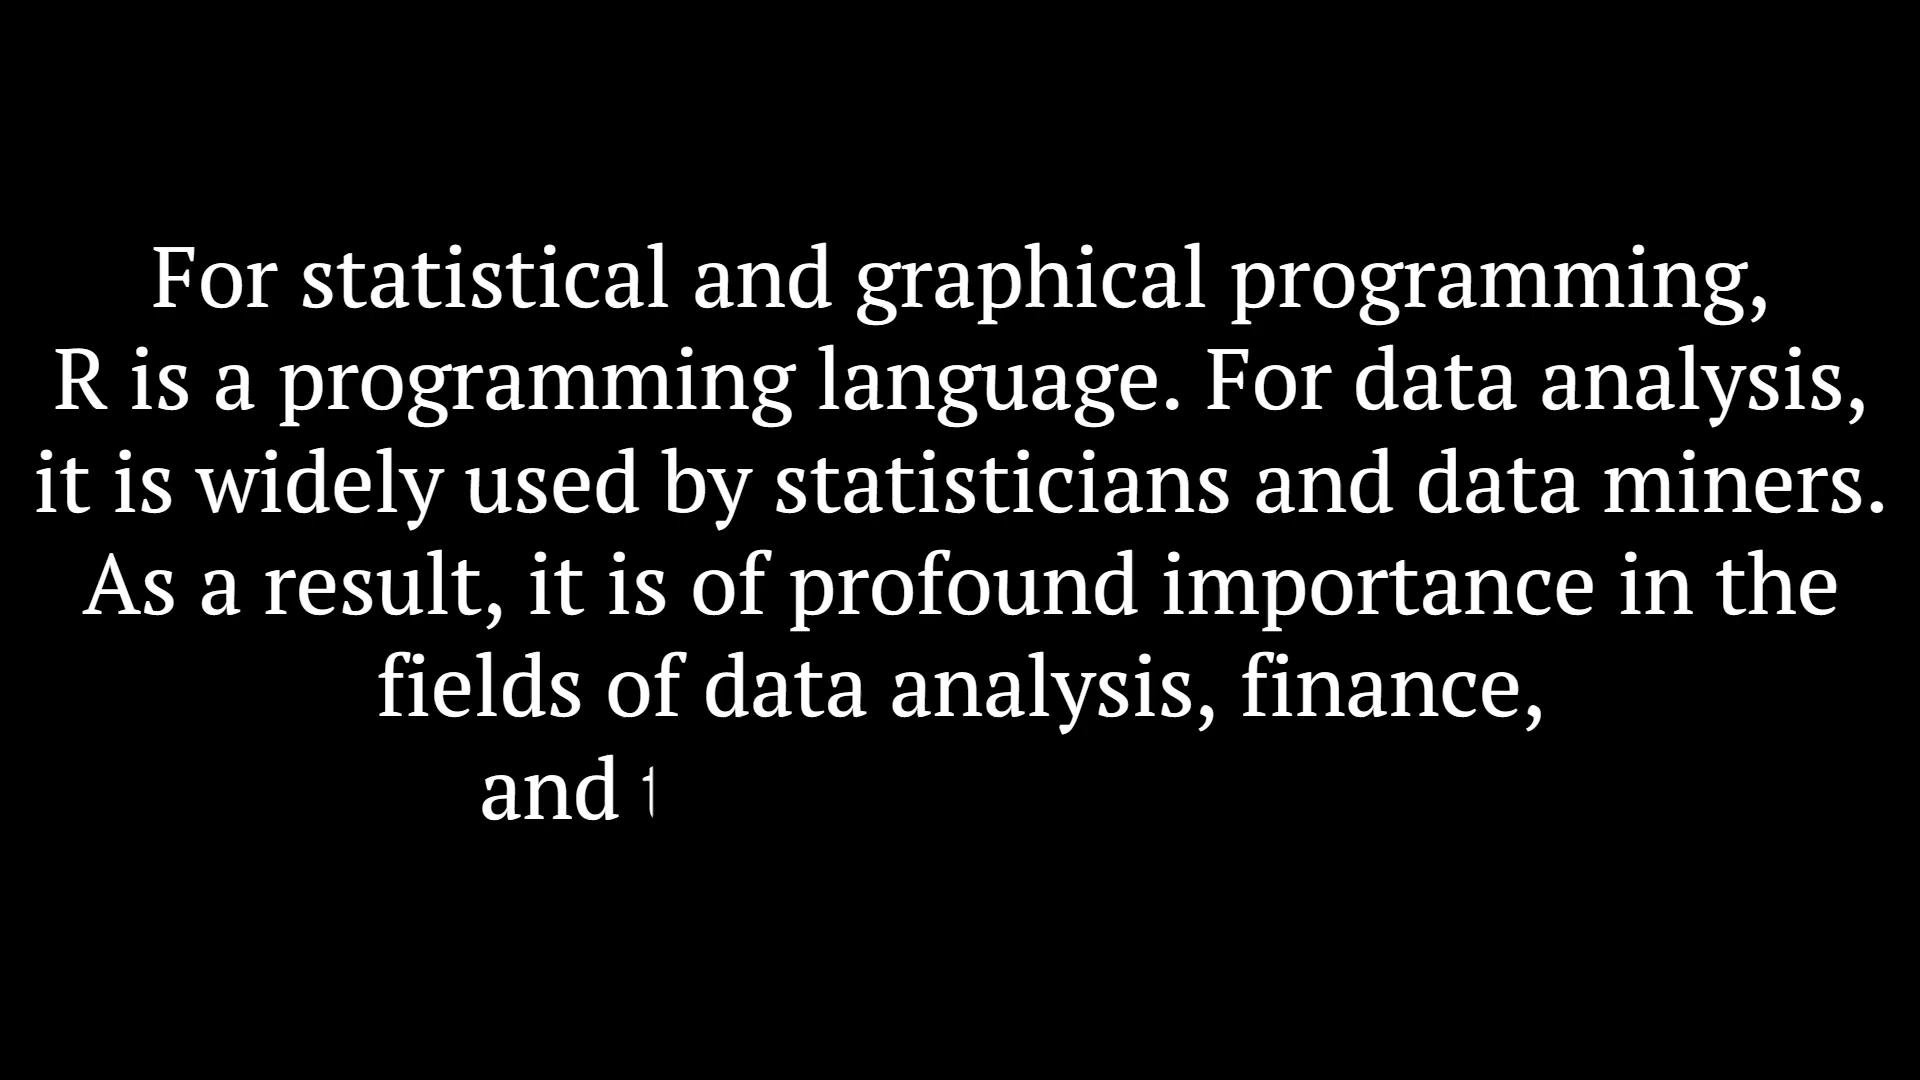 For statistical and graphical programming,
R is a programming language. For data analysis,
it is widely used by statisticians and data miners.
As a result, it is of profound importance in the
fields of data analysis, finance,
and